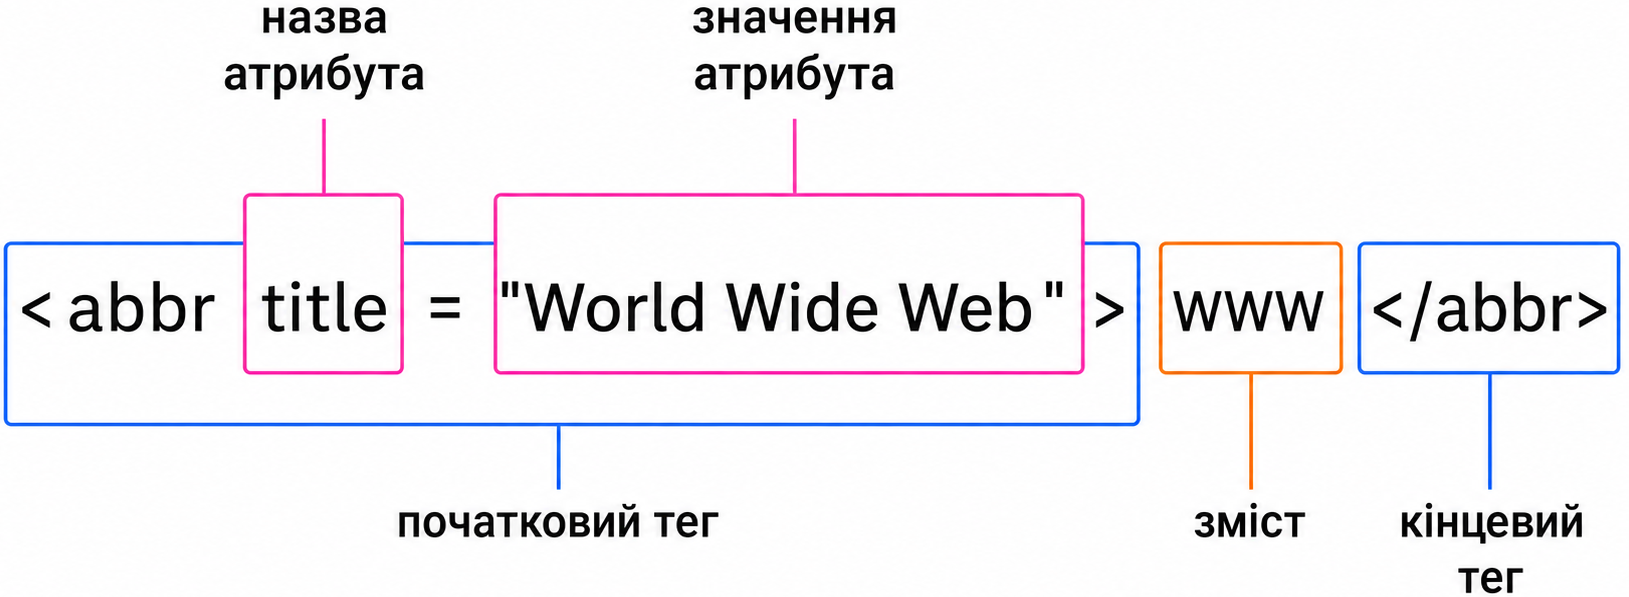 назва
атрибута
значення
атрибута
<abbr title = "World Wide Web" > www </abbr>
початковий тег
зміст
кінцевий
тег